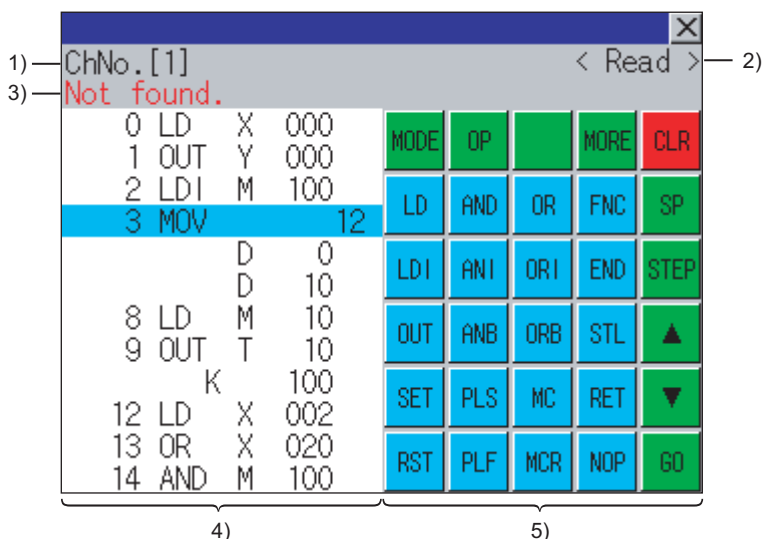 1) ChNo.[1] < Read > 2)
3) Not found.
0 LD X 000
1 OUT Y 000
2 LDI M 100
3 MOV 12
D 0
D 10
8 LD M 10
9 OUT T 10
K 100
12 LD X 002
13 OR X 020
14 AND M 100
MODE OP MORE CLR
LD AND OR FNC SP
LDI ANI ORI END STEP
OUT ANB ORB STL ▲
SET PLS MC RET ▼
RST PLF MCR NOP GO
4) 5)